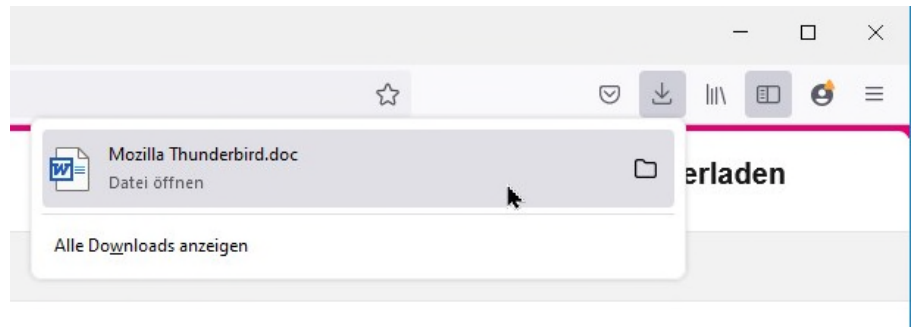 Mozilla Thunderbird.doc
Datei öffnen
erladen
Alle Downloads anzeigen